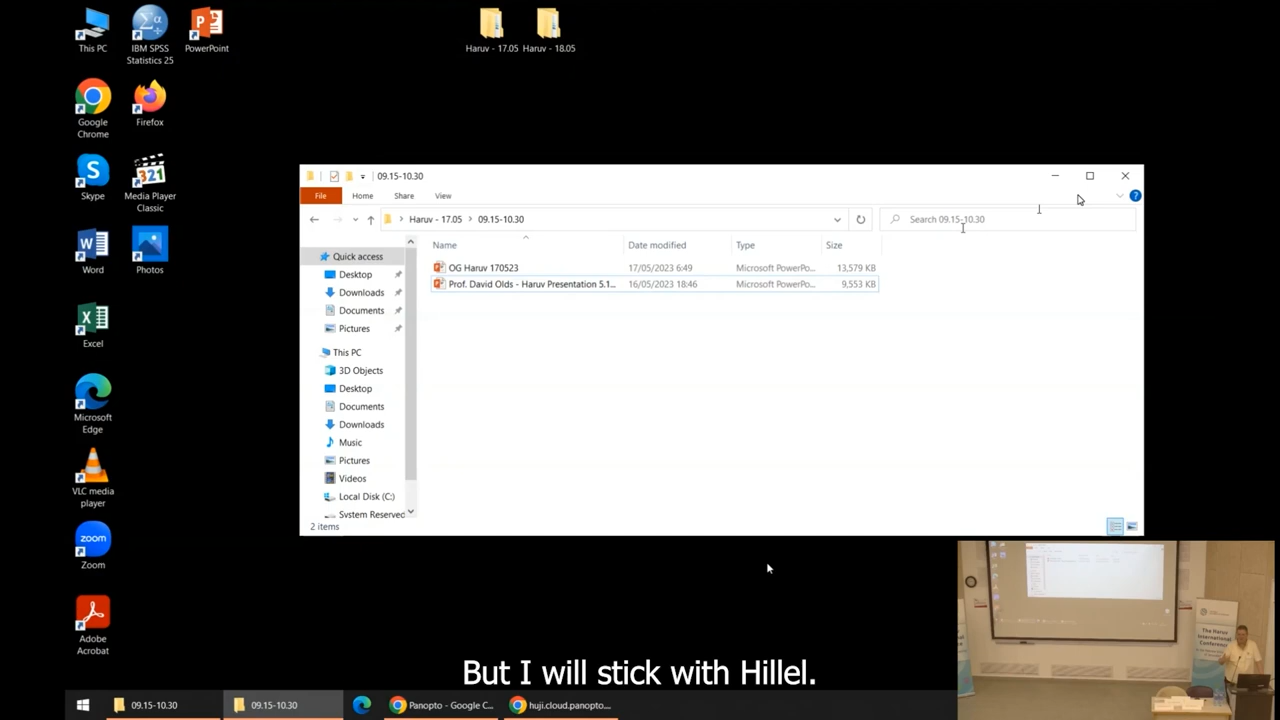 This PC
IBM SPSS
Statistics 25
PowerPoint
Haruv - 17.05
Haruv - 18.05
Google
Chrome
Firefox
Skype
Media Player
Classic
Word
Photos
Excel
Microsoft
Edge
VLC media
player
zoom
Zoom
Adobe
Acrobat
09.15-10.30
File
Home
Share
View
Haruv - 17.05
09.15-10.30
Search 09.15-10.30
Name
Date modified
Type
Size
Quick access
Desktop
Downloads
Documents
Pictures
This PC
3D Objects
Desktop
Documents
Downloads
Music
Pictures
Videos
Local Disk (C:)
System Reserved
OG Haruv 170523
17/05/2023 6:49
Microsoft PowerPo...
13,579 KB
Prof. David Olds - Haruv Presentation 5.1...
16/05/2023 18:46
Microsoft PowerPo...
9,553 KB
2 items
The Haruv
International
Conference
But I will stick with Hillel.
09.15-10.30
09.15-10.30
Panopto - Google C...
huji.cloud.panopto....